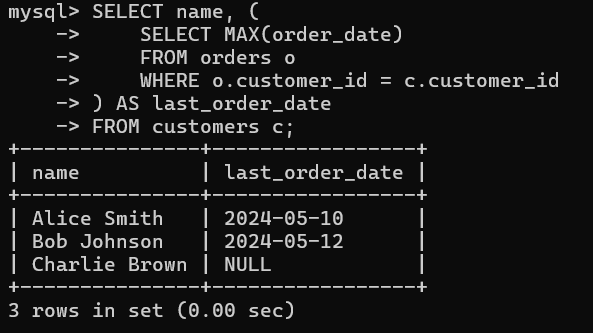 mysql> SELECT name, (
    ->     SELECT MAX(order_date)
    ->     FROM orders o
    ->     WHERE o.customer_id = c.customer_id
    -> ) AS last_order_date
    -> FROM customers c;
+---------------+-----------------+
| name          | last_order_date |
+---------------+-----------------+
| Alice Smith   | 2024-05-10      |
| Bob Johnson   | 2024-05-12      |
| Charlie Brown | NULL            |
+---------------+-----------------+
3 rows in set (0.00 sec)